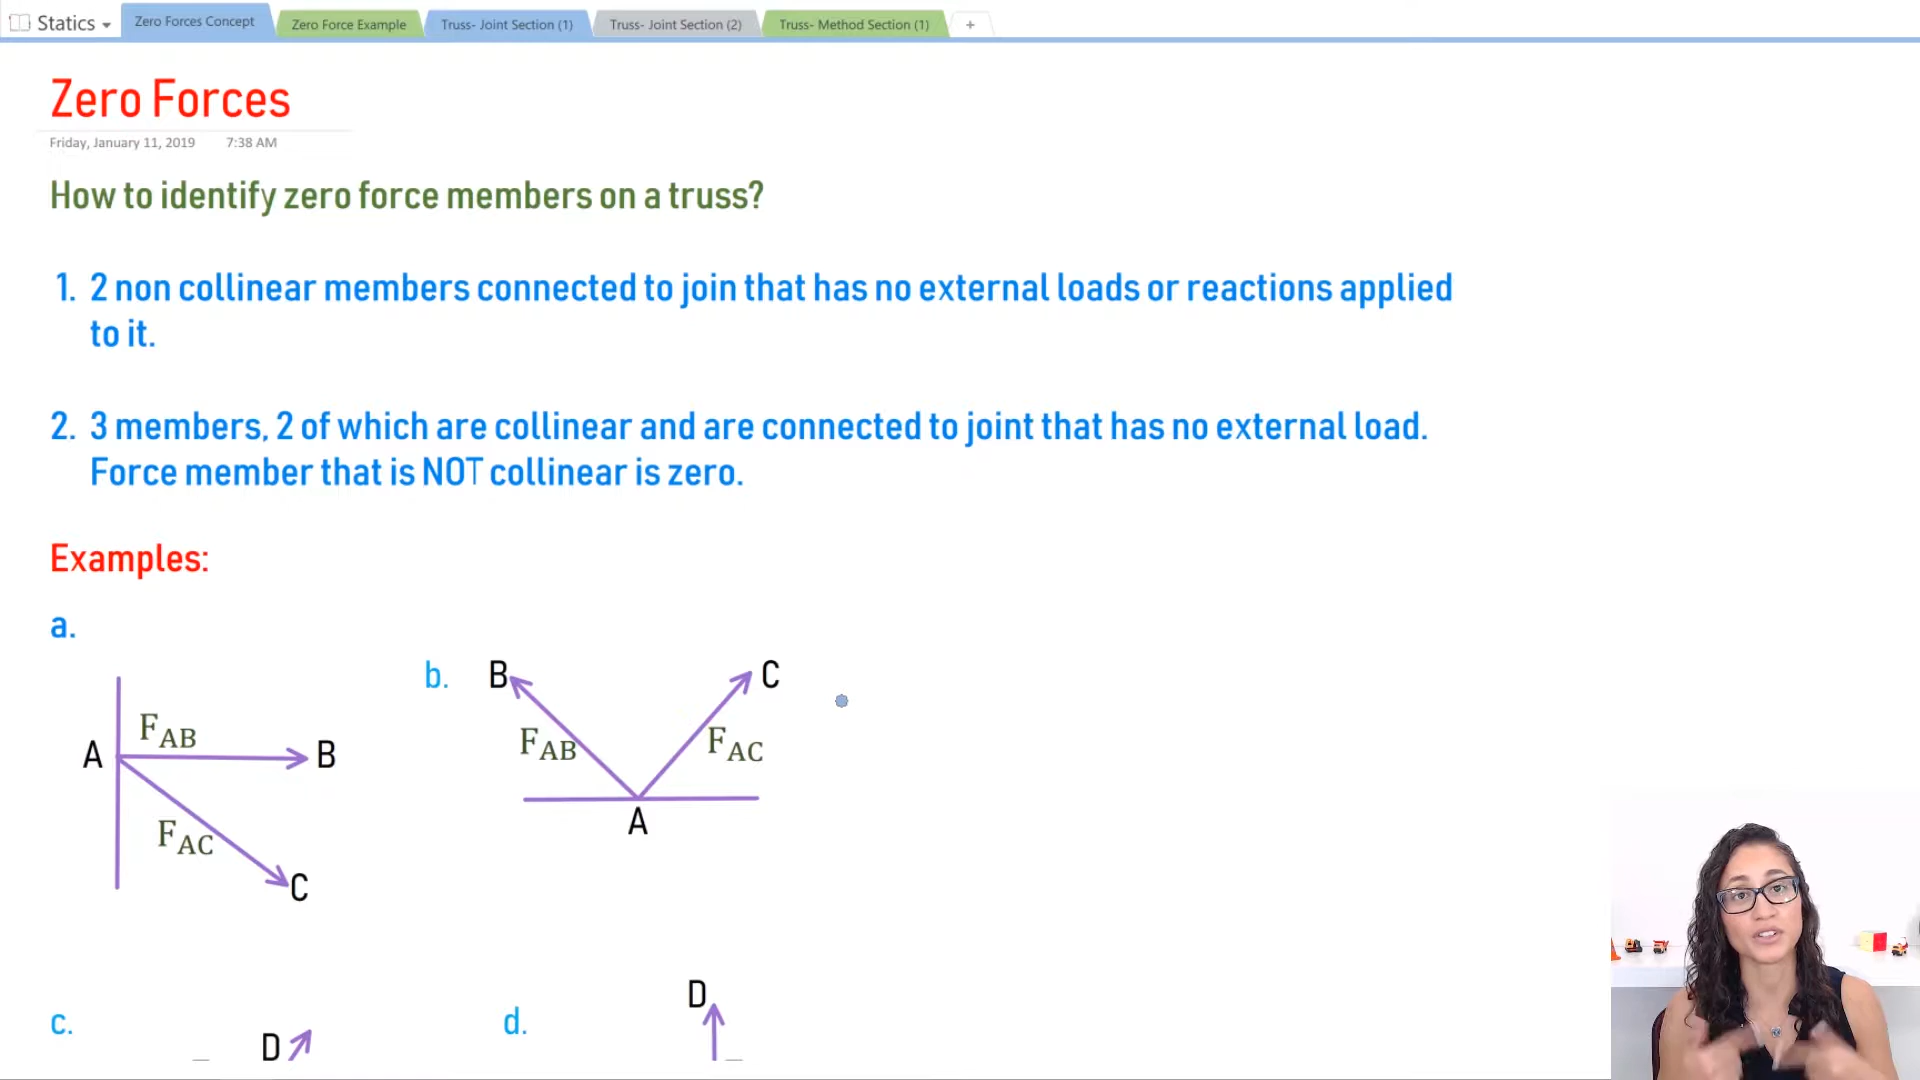 Statics
Zero Forces Concept
Zero Force Example
Truss- Joint Section (1)
Truss- Joint Section (2)
Truss- Method Section (1)
+
Zero Forces
Friday, January 11, 2019 7:38 AM
How to identify zero force members on a truss?
1. 2 non collinear members connected to join that has no external loads or reactions applied
to it.
2. 3 members, 2 of which are collinear and are connected to joint that has no external load.
Force member that is NOT collinear is zero.
Examples:
a.
A
F_AB
B
F_AC
C
b.
B
C
F_AB
F_AC
A
c.
D
d.
D